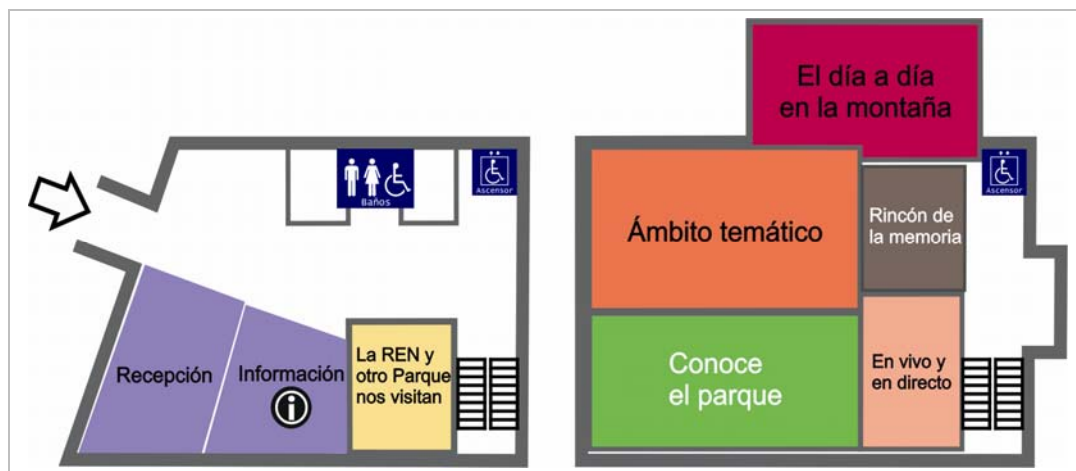 Baños
Ascensor
Recepción
Información
i
La REN y
otro Parque
nos visitan
El día a día
en la montaña
Ascensor
Ámbito temático
Rincón de
la memoria
Conoce
el parque
En vivo y
en directo